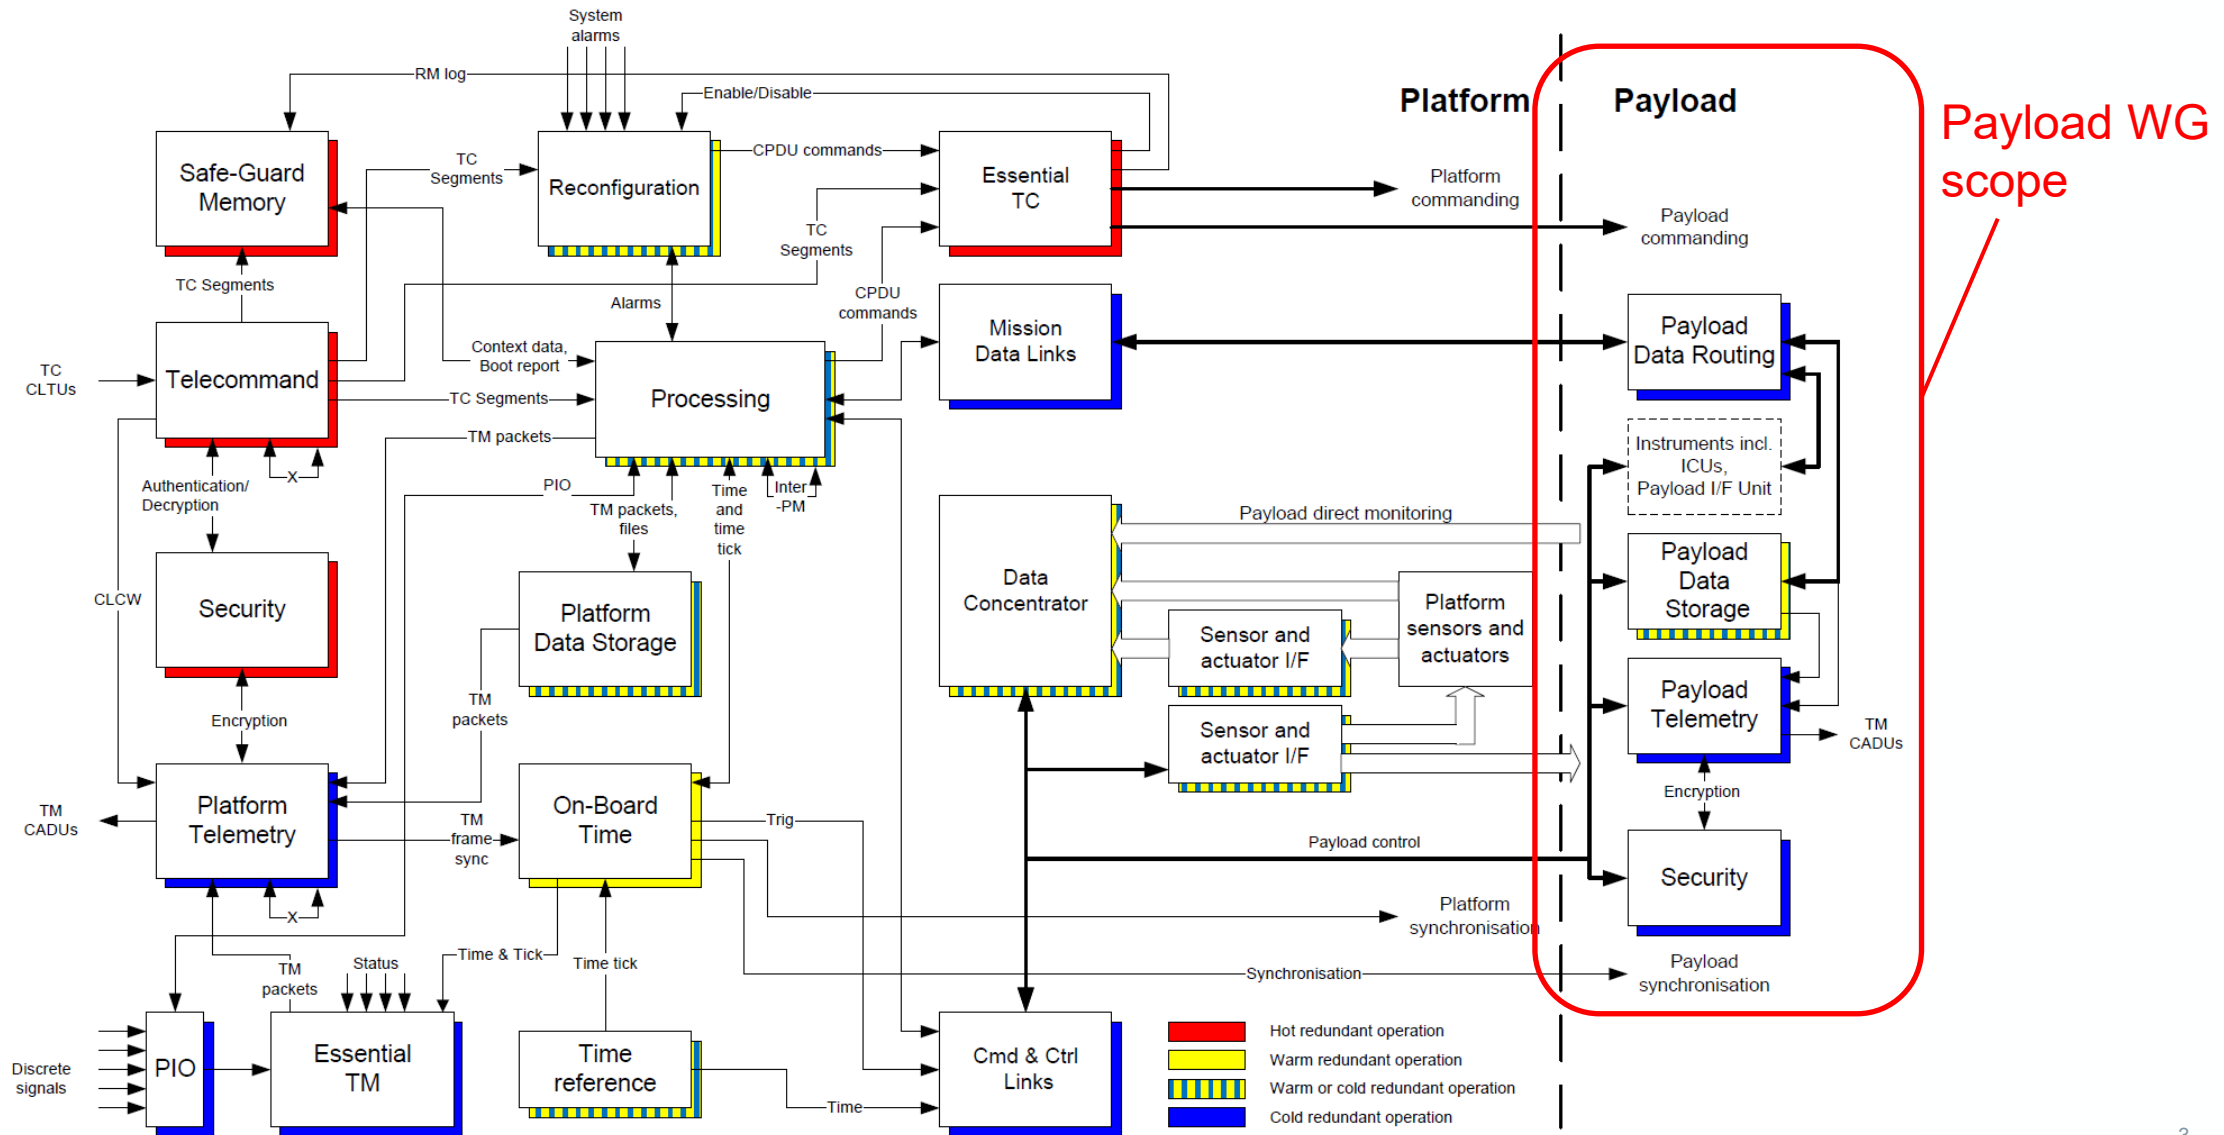 System
alarms
RM log
Enable/Disable
Platform
Payload
Payload WG
scope
Safe-Guard
Memory
TC
Segments
Reconfiguration
CPDU commands
Essential
TC
Platform
commanding
Payload
commanding
TC
Segments
TC Segments
Alarms
CPDU
commands
Mission
Data Links
Payload
Data Routing
TC
CLTUs
Telecommand
Context data,
Boot report
Processing
TC Segments
TM packets
Instruments incl.
ICUs,
Payload I/F Unit
X
Authentication/
Decryption
PIO
TM packets,
files
Time
and
time
tick
Inter
-PM
Payload direct monitoring
Data
Concentrator
Payload
Data
Storage
CLCW
Security
Platform
Data Storage
Sensor and
actuator I/F
Platform
sensors and
actuators
Encryption
TM
packets
Sensor and
actuator I/F
Payload
Telemetry
TM
CADUs
Encryption
TM
CADUs
Platform
Telemetry
TM
frame
sync
On-Board
Time
Trig
Payload control
Security
X
Platform
synchronisation
TM
packets
Status
Time & Tick
Time tick
Synchronisation
Payload
synchronisation
Discrete
signals
PIO
Essential
TM
Time
reference
Time
Cmd & Ctrl
Links
Hot redundant operation
Warm redundant operation
Warm or cold redundant operation
Cold redundant operation